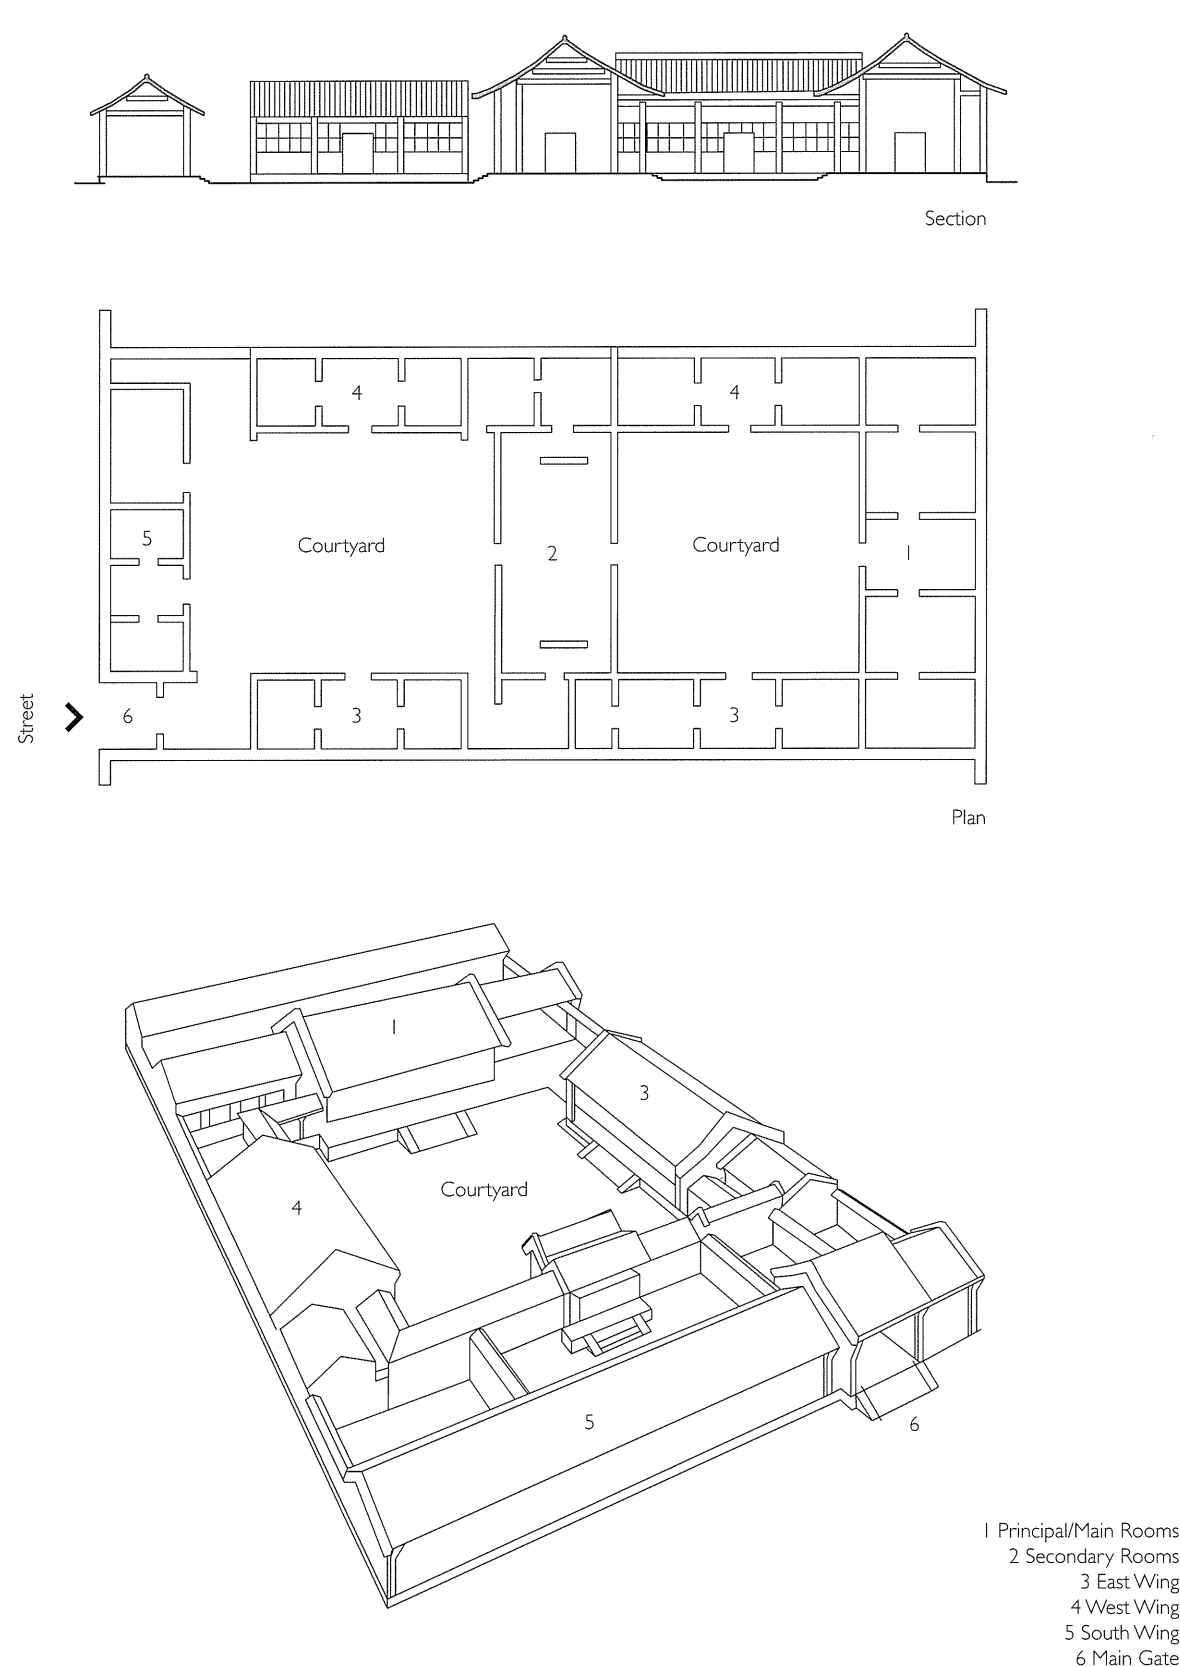 Section
4
4
5
Courtyard
2
Courtyard
1
Street
6
3
3
Plan
1
3
4
Courtyard
5
6
1 Principal/Main Rooms
2 Secondary Rooms
3 East Wing
4 West Wing
5 South Wing
6 Main Gate